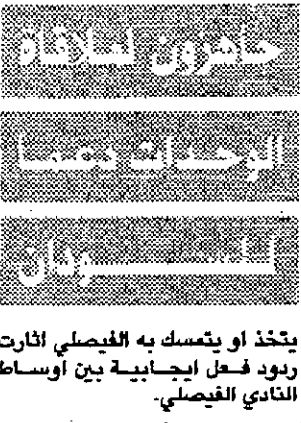 جاهزون لملاقاة
الوحدات دعماً
للسودان
يتخذ او يتمسك به الفيصلي اثارت
ردود فعل ايجابية بين اوساط
النادي الفيصلي.